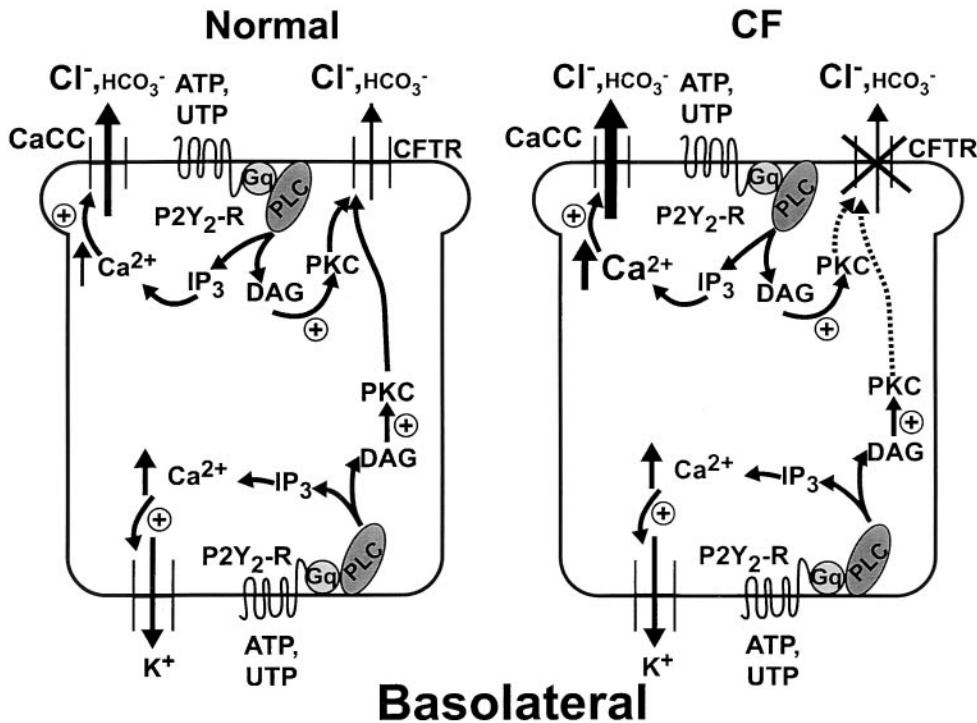 Normal
Cl⁻,HCO₃⁻
ATP,
UTP
Cl⁻,HCO₃⁻
CaCC
CFTR
Gq
PLC
P2Y₂-R
+
Ca²⁺
IP₃
DAG
PKC
+
PKC
+
DAG
Ca²⁺
IP₃
+
P2Y₂-R
Gq
PLC
ATP,
UTP
K⁺
CF
Cl⁻,HCO₃⁻
ATP,
UTP
Cl⁻,HCO₃⁻
CaCC
CFTR
Gq
PLC
P2Y₂-R
+
Ca²⁺
IP₃
DAG
PKC
+
PKC
+
DAG
Ca²⁺
IP₃
+
P2Y₂-R
Gq
PLC
ATP,
UTP
K⁺
Basolateral